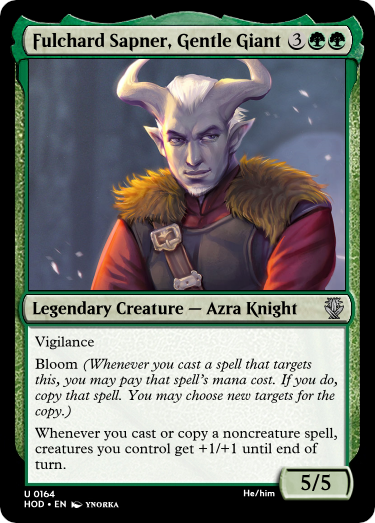 Fulchard Sapner, Gentle Giant 3
Legendary Creature — Azra Knight
Vigilance
Bloom (Whenever you cast a spell that targets
this, you may pay that spell's mana cost. If you do,
copy that spell. You may choose new targets for the
copy.)
Whenever you cast or copy a noncreature spell,
creatures you control get +1/+1 until end of
turn.
5/5
U 0164
He/him
HOD • EN YNORKA